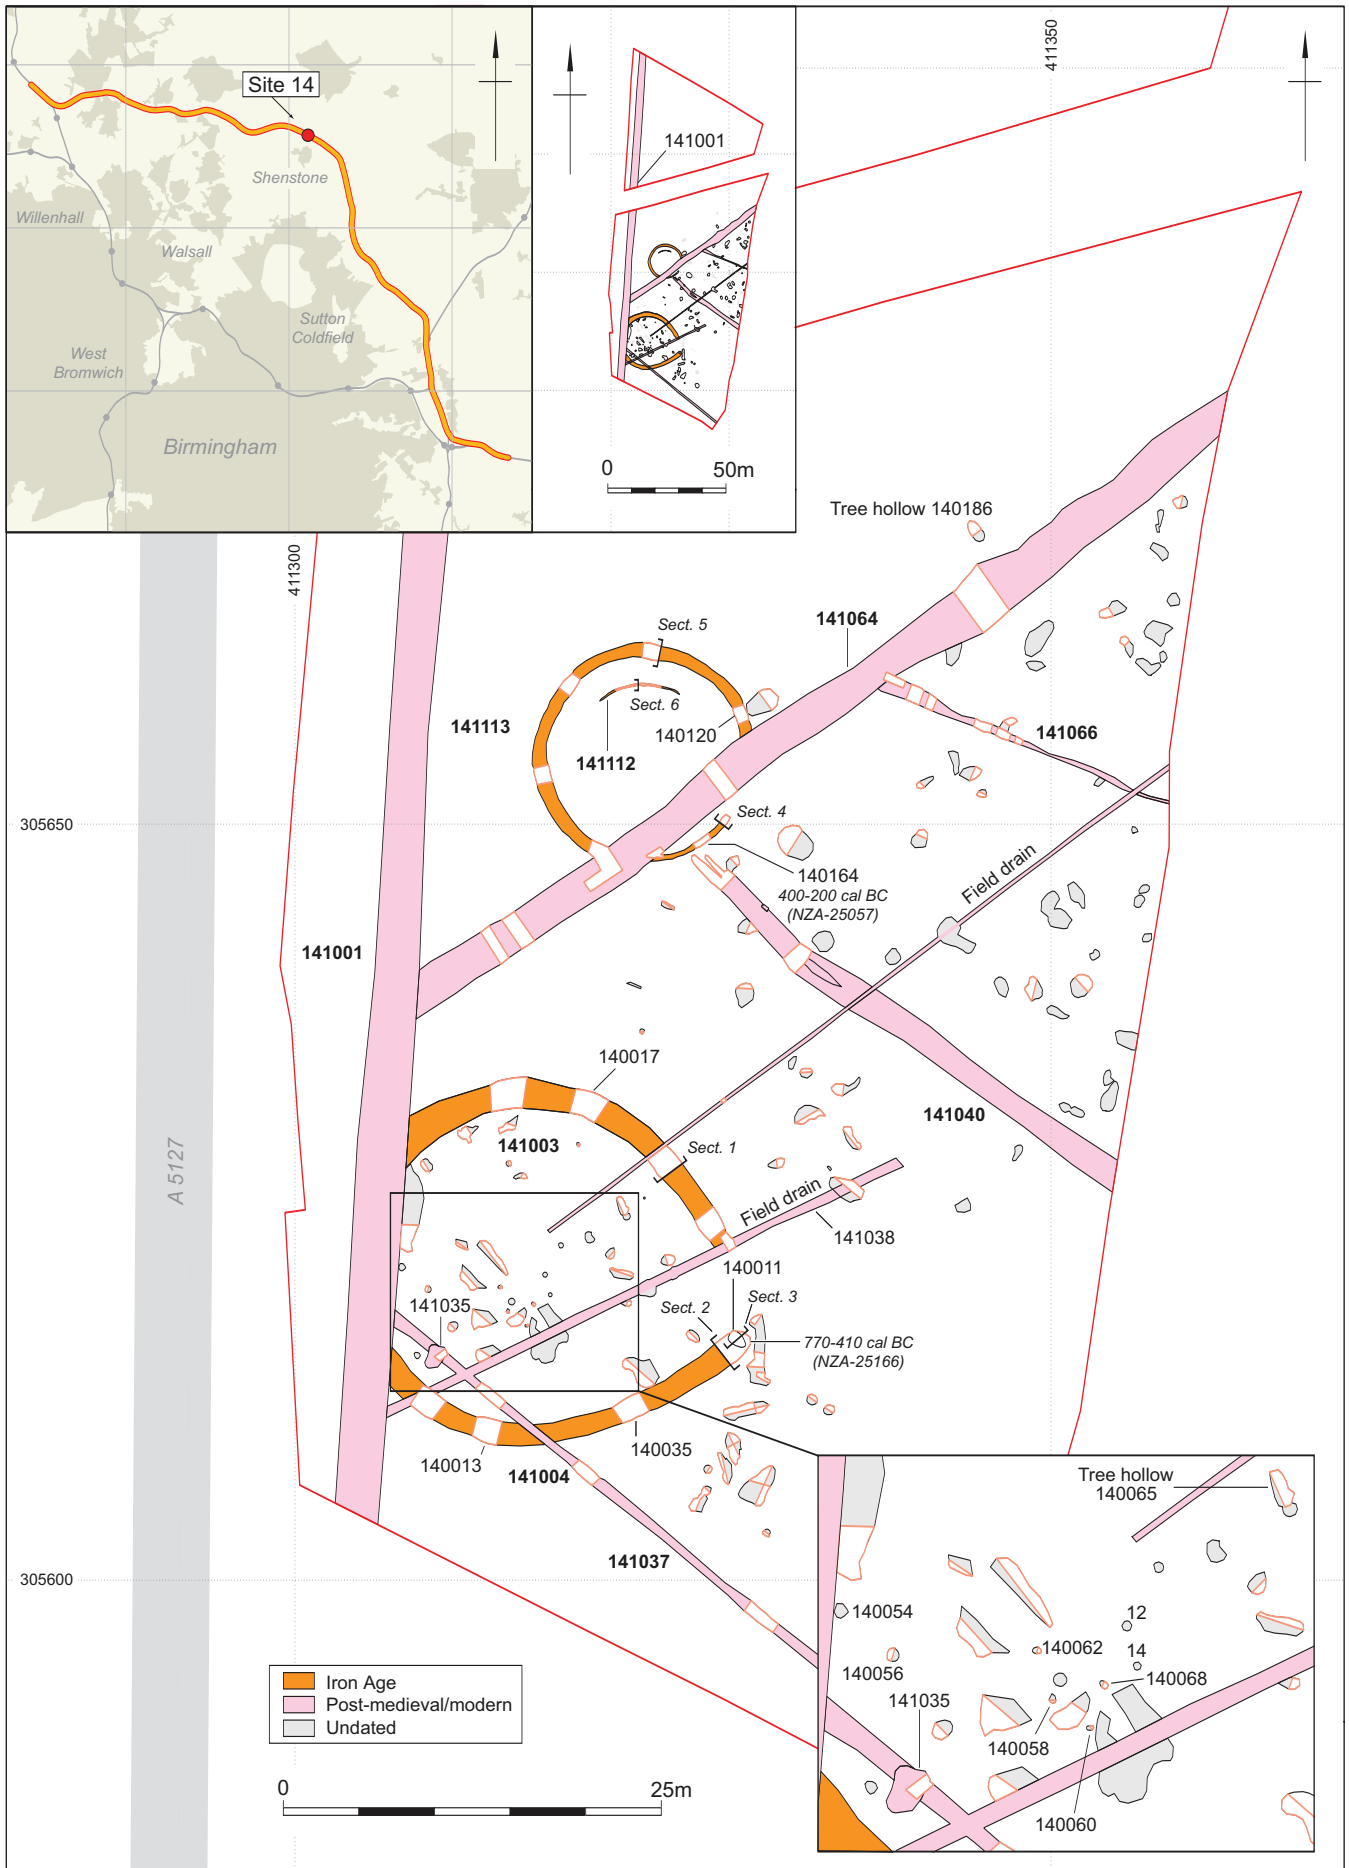 Site 14
Shenstone
Willenhall
Walsall
Sutton
Coldfield
West
Bromwich
Birmingham
141001
0
50m
411350
411300
Tree hollow 140186
141064
Sect. 5
Sect. 6
141113
140120
141112
141066
305650
Sect. 4
140164
400-200 cal BC
(NZA-25057)
Field drain
141001
140017
141003
Sect. 1
141040
A 5127
Field drain
141038
140011
141035
Sect. 2
Sect. 3
770-410 cal BC
(NZA-25166)
140013
141004
140035
141037
305600
Tree hollow
140065
140054
12
140062
14
140056
140068
141035
140058
140060
Iron Age
Post-medieval/modern
Undated
0
25m